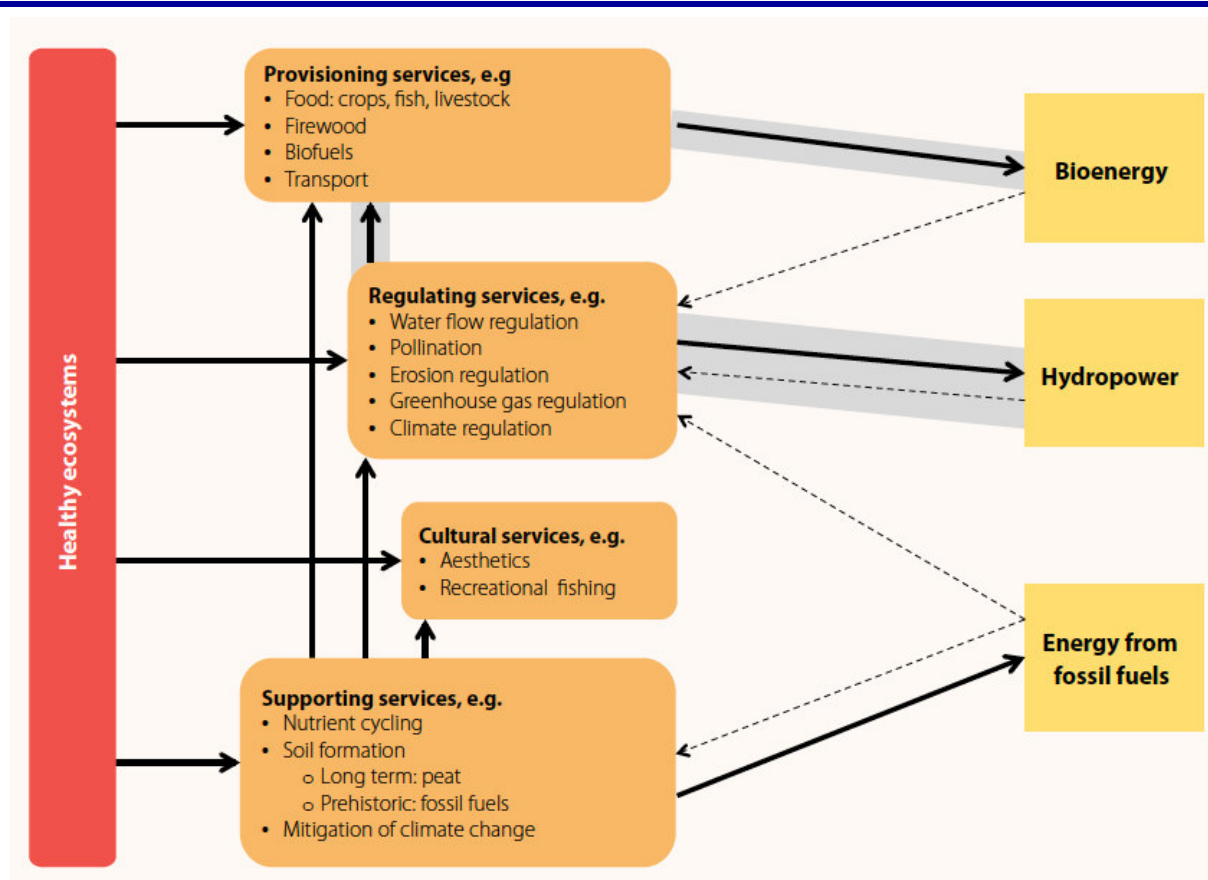 Healthy ecosystems
Provisioning services, e.g
• Food: crops, fish, livestock
• Firewood
• Biofuels
• Transport
Regulating services, e.g.
• Water flow regulation
• Pollination
• Erosion regulation
• Greenhouse gas regulation
• Climate regulation
Cultural services, e.g.
• Aesthetics
• Recreational fishing
Supporting services, e.g.
• Nutrient cycling
• Soil formation
o Long term: peat
o Prehistoric: fossil fuels
• Mitigation of climate change
Bioenergy
Hydropower
Energy from
fossil fuels